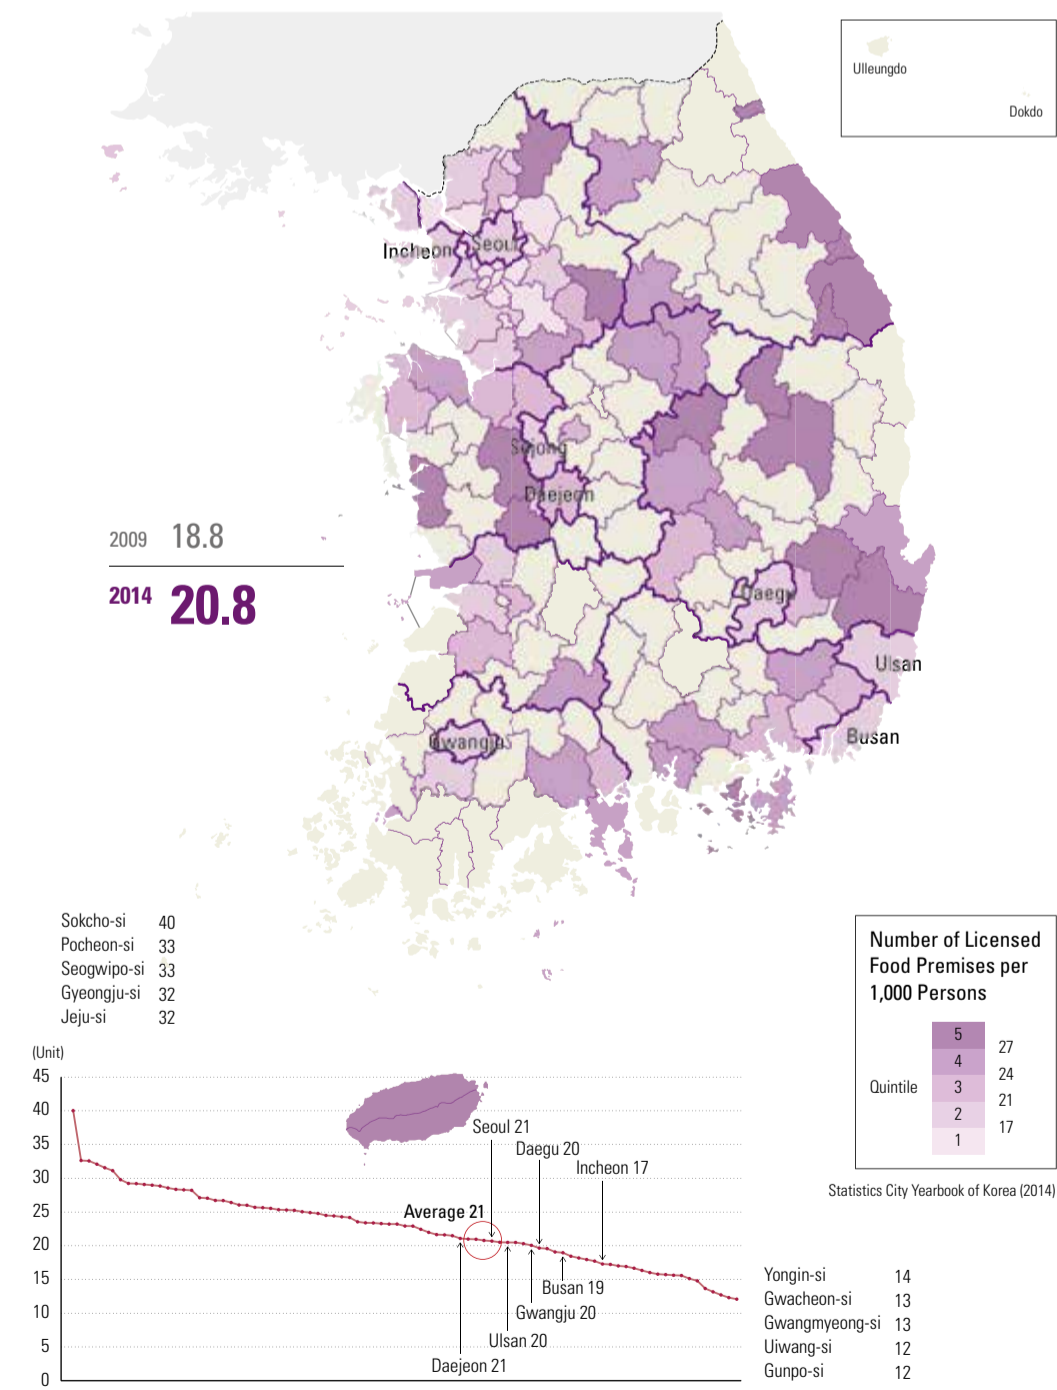 Ulleungdo
Dokdo
Incheon
Seoul
Sejong
Daejeon
2009 18.8
2014 20.8
Daegu
Ulsan
Gwangju
Busan
Sokcho-si 40
Pocheon-si 33
Seogwipo-si 33
Gyeongju-si 32
Jeju-si 32
Number of Licensed
Food Premises per
1,000 Persons
Quintile
5
4
3
2
1
27
24
21
17
Statistics City Yearbook of Korea (2014)
(Unit)
45
40
35
30
25
20
15
10
5
0
Seoul 21
Daegu 20
Incheon 17
Average 21
Busan 19
Gwangju 20
Ulsan 20
Daejeon 21
Yongin-si 14
Gwacheon-si 13
Gwangmyeong-si 13
Uiwang-si 12
Gunpo-si 12